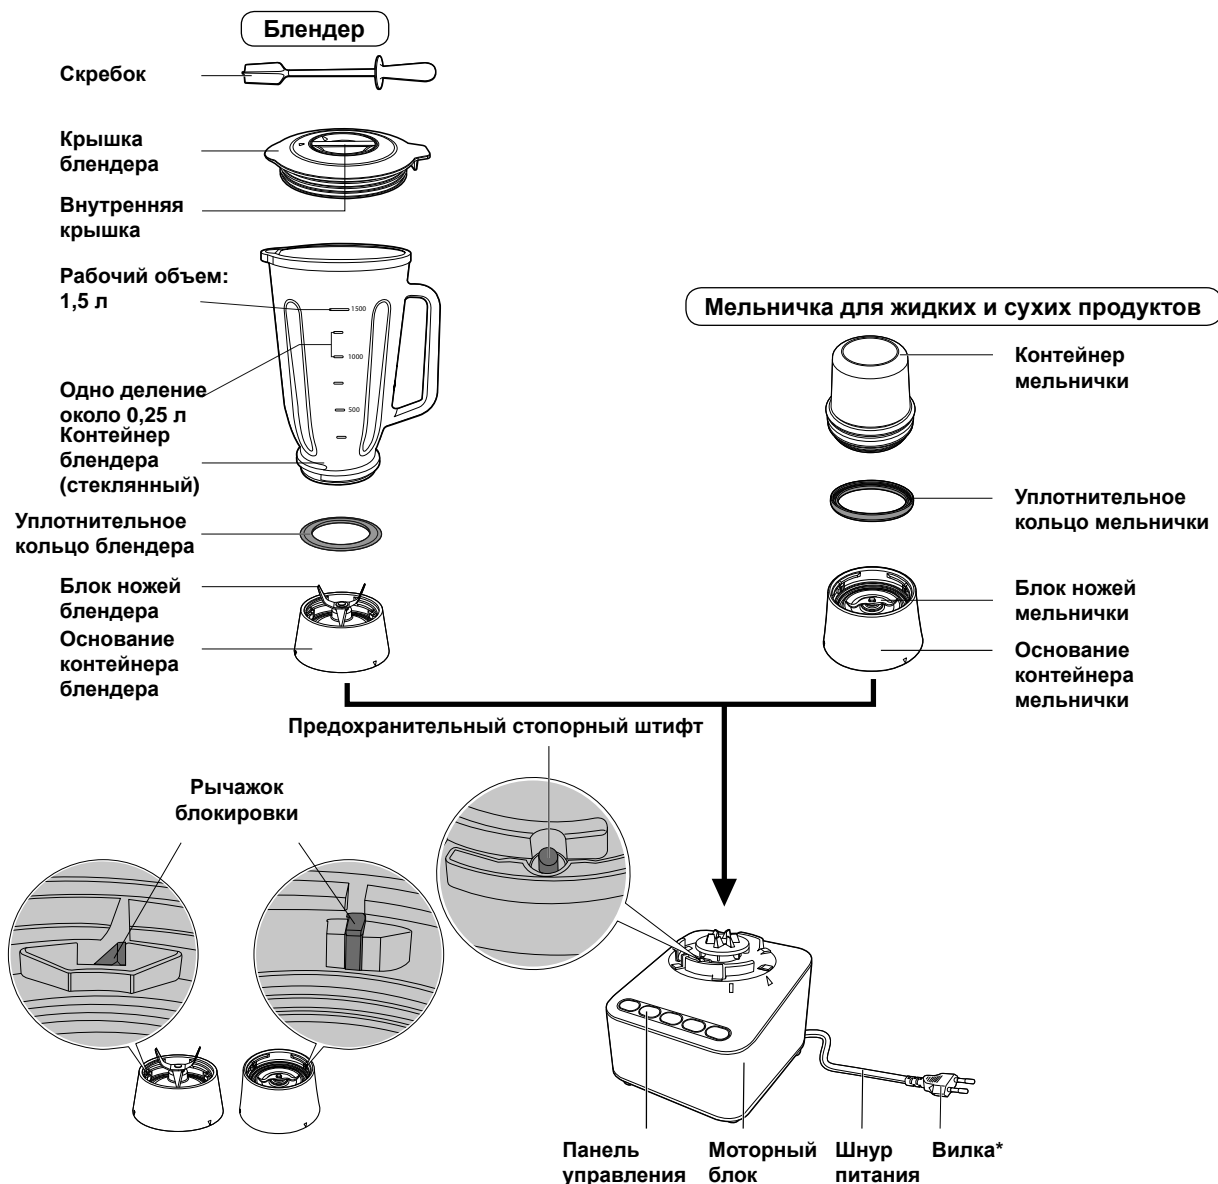 Блендер
Скребок
Крышка
блендера
Внутренняя
крышка
Рабочий объем:
1,5 л
1500
1000
500
Одно деление
около 0,25 л
Контейнер
блендера
(стеклянный)
Уплотнительное
кольцо блендера
Блок ножей
блендера
Основание
контейнера
блендера
Мельничка для жидких и сухих продуктов
Контейнер
мельнички
Уплотнительное
кольцо мельнички
Блок ножей
мельнички
Основание
контейнера
мельнички
Предохранительный стопорный штифт
Рычажок
блокировки
Панель
управления
Моторный
блок
Шнур
питания
Вилка*